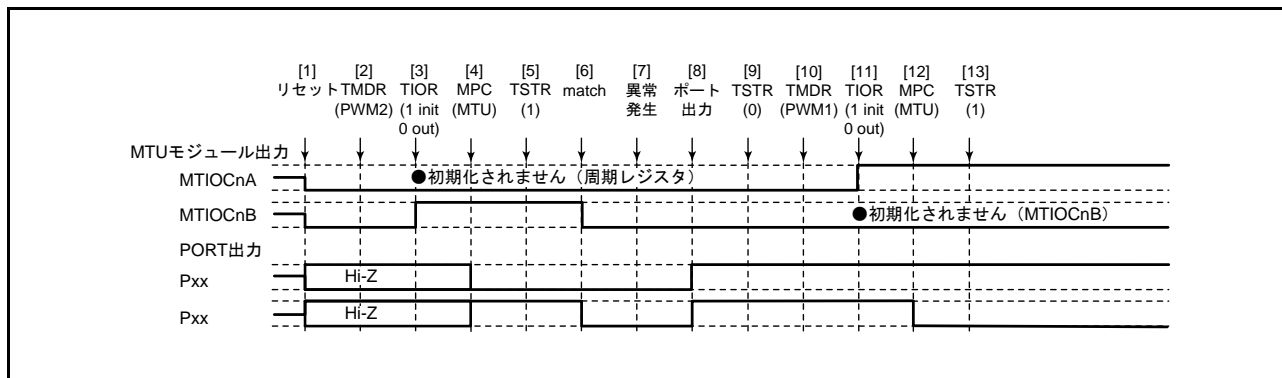 [1] [2] [3] [4] [5] [6] [7] [8] [9] [10] [11] [12] [13]
リセット TMDR TIOR MPC TSTR match 異常 ポート TSTR TMDR TIOR MPC TSTR
(PWM2) (1 init (MTU) (1) 発生 出力 (0) (PWM1) (1 init (MTU) (1)
0 out) 0 out)
MTUモジュール出力
MTIOCnA ●初期化されません（周期レジスタ）
MTIOCnB ●初期化されません（MTIOCnB）
PORT出力
Pxx Hi-Z
Pxx Hi-Z